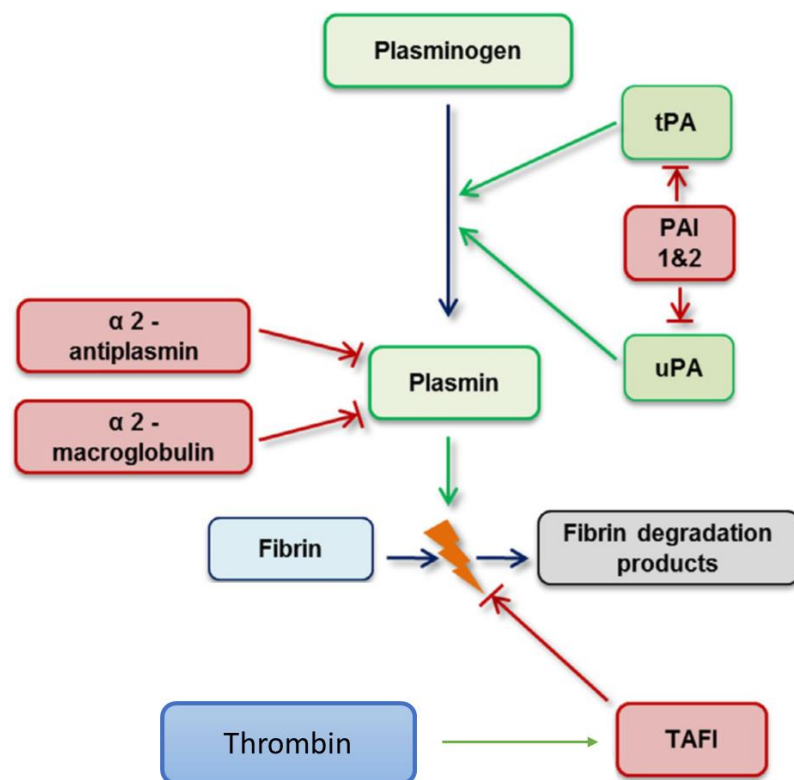 Plasminogen
tPA
PAI
1&2
α 2 -
antiplasmin
uPA
Plasmin
α 2 -
macroglobulin
Fibrin
Fibrin degradation
products
Thrombin
TAFI